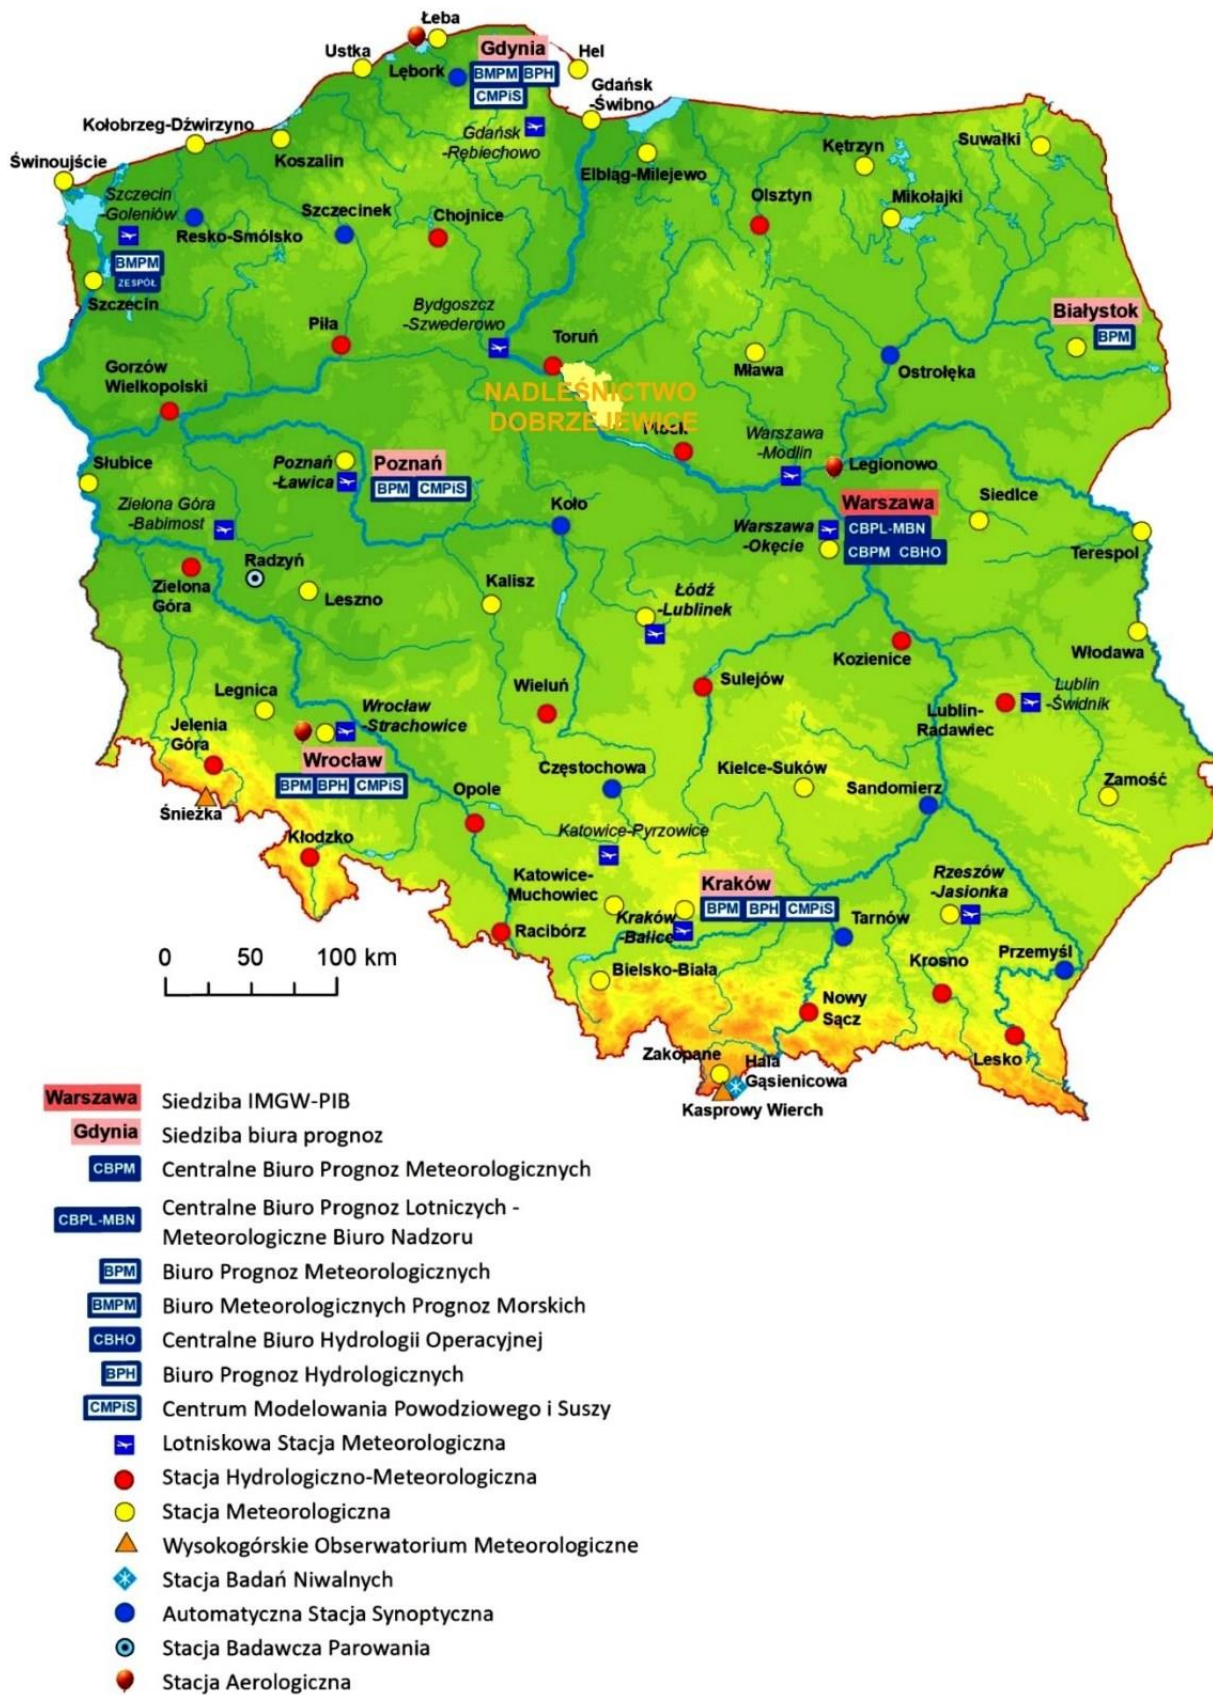 Łeba
Ustka
Gdynia
Hel
Lębork
BMPM BPH
CMPiS
Gdańsk
-Świbno
Kołobrzeg-Dźwirzyno
Koszalin
Gdańsk
-Rębiechowo
Świnoujście
Elbląg-Milejewo
Kętrzyn
Suwałki
Szczecin
-Goleniów
Resko-Smólsko
Szczecinek
Chojnice
Olsztyn
Mikołajki
BMPM
ZESPÓŁ
Szczecin
Piła
Bydgoszcz
-Szwederowo
Toruń
Białystok
BPM
Gorzów
Wielkopolski
NADLEŚNICTWO
DOBRZEJEWICE
Mława
Ostrołęka
Słubice
Poznań
-Ławica
Poznań
BPM CMPiS
Warszawa
-Modlin
Legionowo
Zielona Góra
-Babimost
Koło
Warszawa
Siedlce
Warszawa
-Okęcie
CBPL-MBN
CBPM CBHO
Terespol
Radzyń
Zielona
Góra
Leszno
Kalisz
Łódź
-Lublinek
Kozienice
Włodawa
Legnica
Wrocław
-Strachowice
Wieluń
Sulejów
Lublin
-Świdnik
Lublin-
Radawiec
Jelenia
Góra
Wrocław
BPM BPH CMPiS
Częstochowa
Kielce-Suków
Sandomierz
Zamość
Śnieżka
Opole
Kłodzko
Katowice-Pyrzowice
Katowice-
Muchowiec
Kraków
BPM BPH CMPiS
Rzeszów
-Jasionka
Racibórz
Kraków
-Balice
Tarnów
Krosno
Przemyśl
0 50 100 km
Bielsko-Biała
Nowy
Sącz
Lesko
Zakopane
Hala
Gąsienicowa
Kasprowy Wierch
Warszawa Siedziba IMGW-PIB
Gdynia Siedziba biura prognoz
CBPM Centralne Biuro Prognoz Meteorologicznych
CBPL-MBN Centralne Biuro Prognoz Lotniczych -
Meteorologiczne Biuro Nadzoru
BPM Biuro Prognoz Meteorologicznych
BMPM Biuro Meteorologicznych Prognoz Morskich
CBHO Centralne Biuro Hydrologii Operacyjnej
BPH Biuro Prognoz Hydrologicznych
CMPiS Centrum Modelowania Powodziowego i Suszy
Lotniskowa Stacja Meteorologiczna
Stacja Hydrologiczno-Meteorologiczna
Stacja Meteorologiczna
Wysokogórskie Obserwatorium Meteorologiczne
Stacja Badań Niwalnych
Automatyczna Stacja Synoptyczna
Stacja Badawcza Parowania
Stacja Aerologiczna